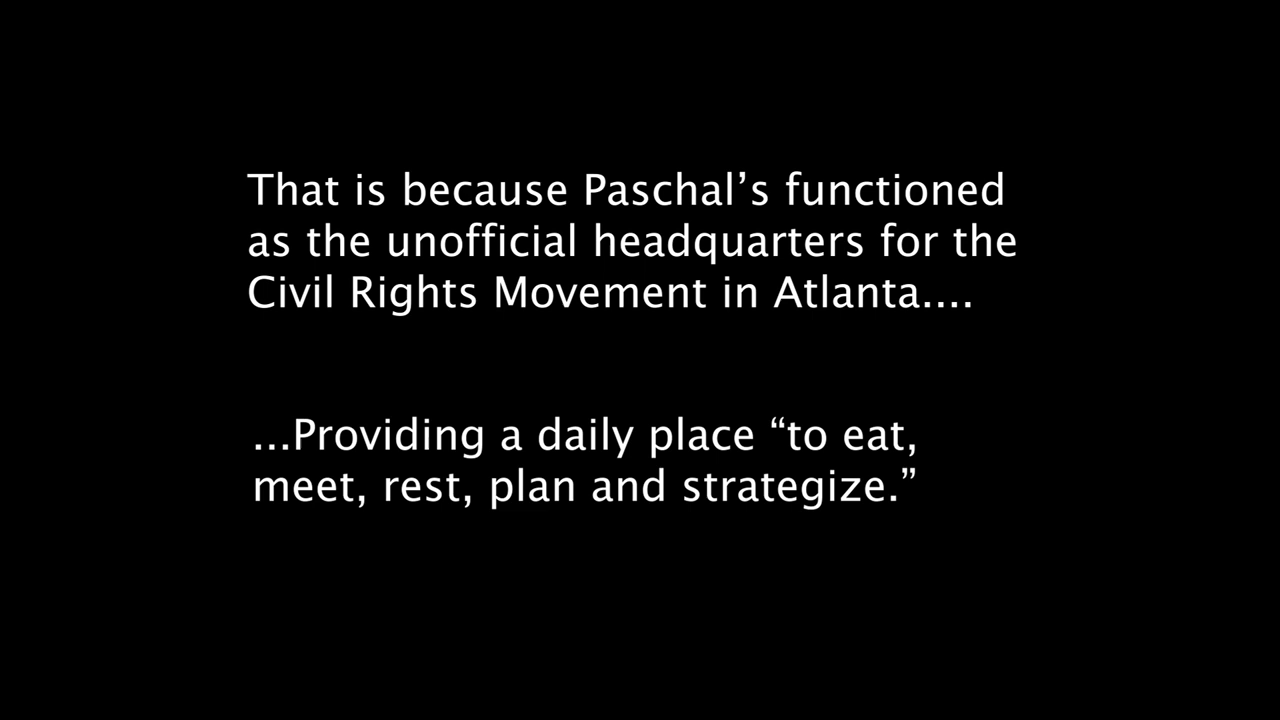 That is because Paschal’s functioned
as the unofficial headquarters for the
Civil Rights Movement in Atlanta....
...Providing a daily place “to eat,
meet, rest, plan and strategize.”